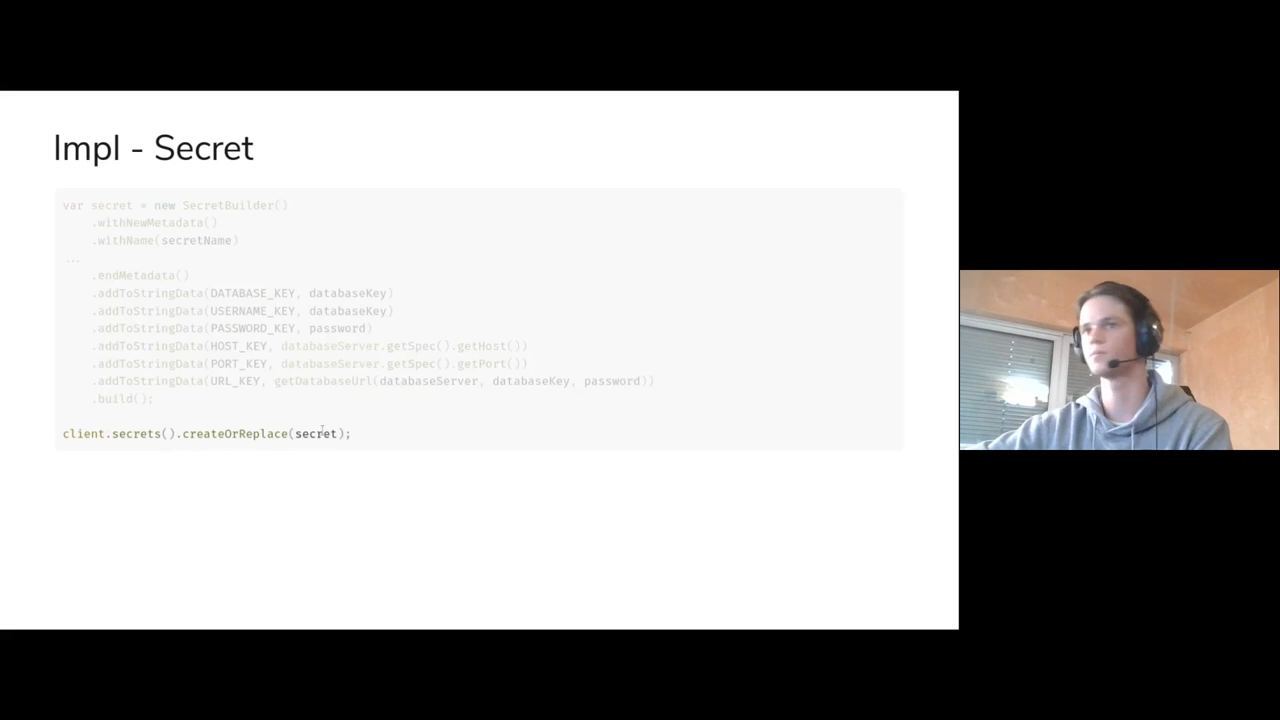 Impl - Secret
var secret = new SecretBuilder()
.withNewMetadata()
.withName(secretName)
...
.endMetadata()
.addToStringData(DATABASE_KEY, databaseKey)
.addToStringData(USERNAME_KEY, databaseKey)
.addToStringData(PASSWORD_KEY, password)
.addToStringData(HOST_KEY, databaseServer.getSpec().getHost())
.addToStringData(PORT_KEY, databaseServer.getSpec().getPort())
.addToStringData(URL_KEY, getDatabaseUrl(databaseServer, databaseKey, password))
.build();
client.secrets().createOrReplace(secret);